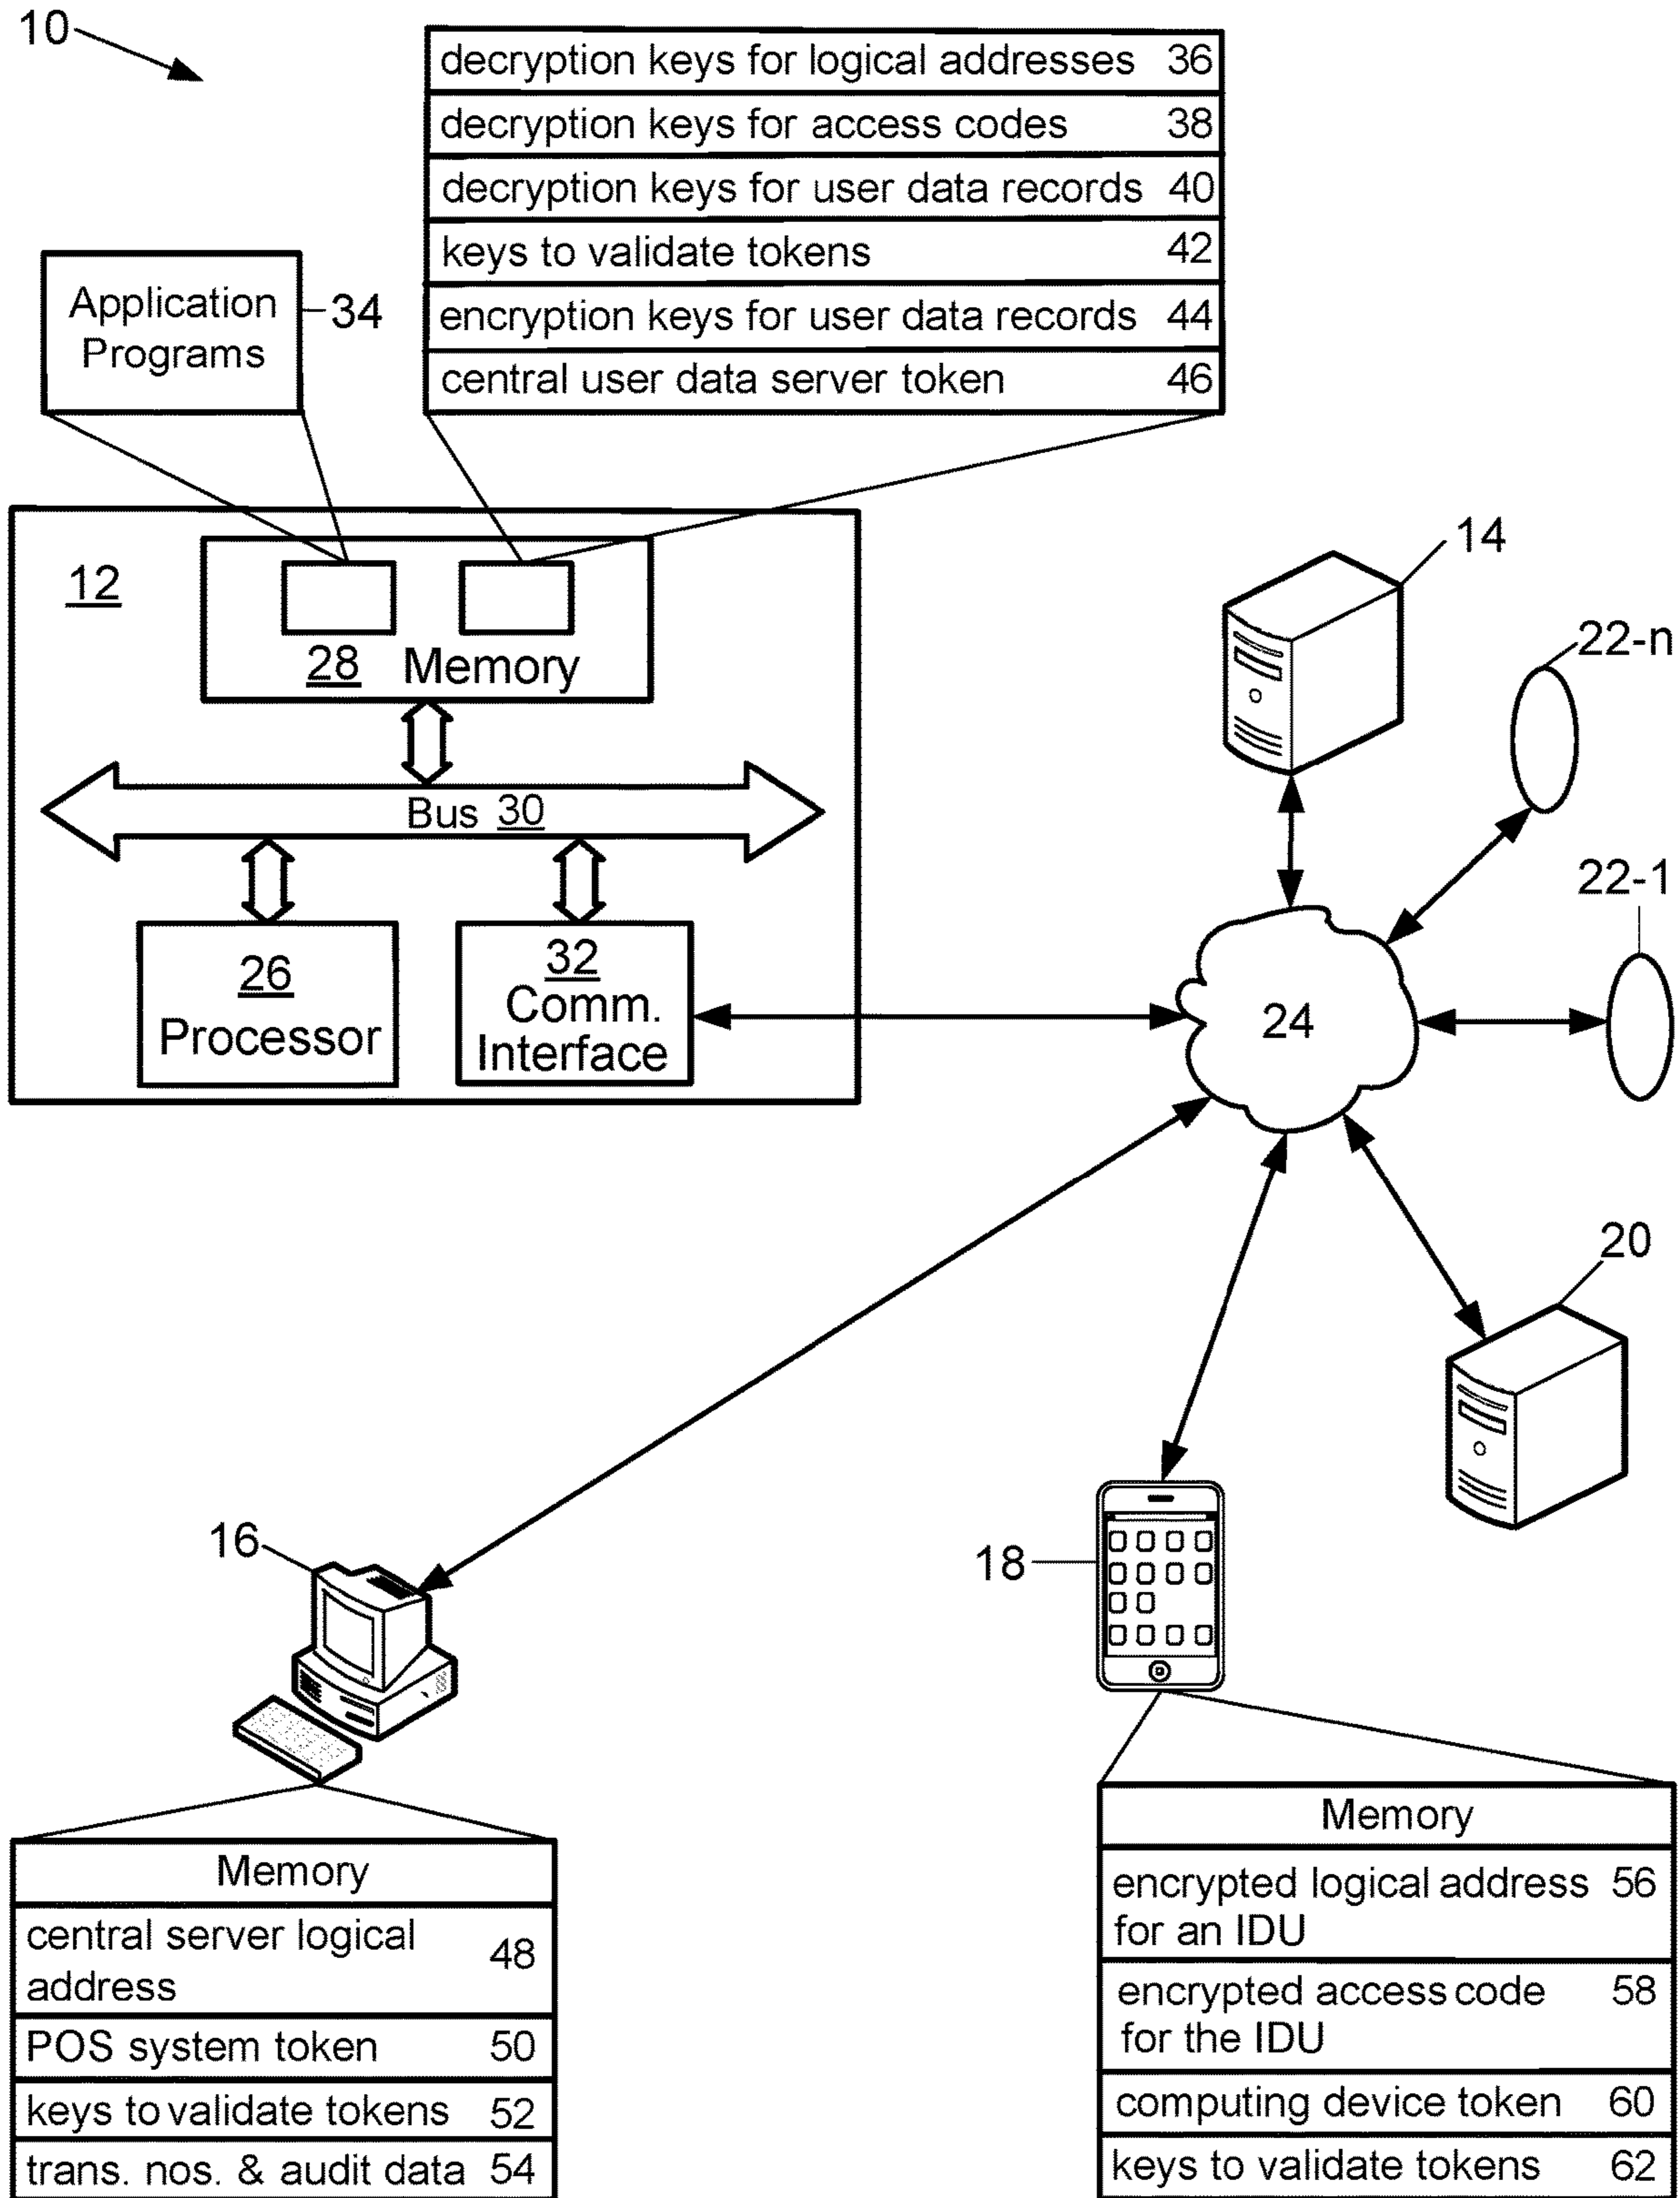 10
decryption keys for logical addresses 36
decryption keys for access codes 38
decryption keys for user data records 40
keys to validate tokens 42
encryption keys for user data records 44
central user data server token 46
Application
Programs
34
12
28 Memory
Bus 30
26
Processor
32
Comm.
Interface
14
22-n
22-1
24
20
16
18
Memory
central server logical
address
48
POS system token 50
keys to validate tokens 52
trans. nos. & audit data 54
Memory
encrypted logical address 56
for an IDU
encrypted access code 58
for the IDU
computing device token 60
keys to validate tokens 62